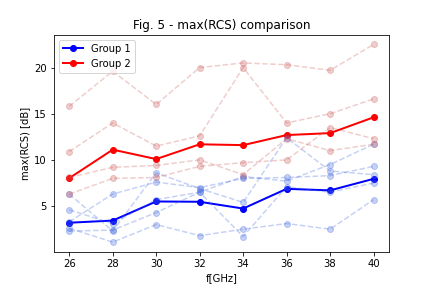 Fig. 5 - max(RCS) comparison
Group 1
Group 2
max(RCS) [dB]
20
15
10
5
26 28 30 32 34 36 38 40
f[GHz]